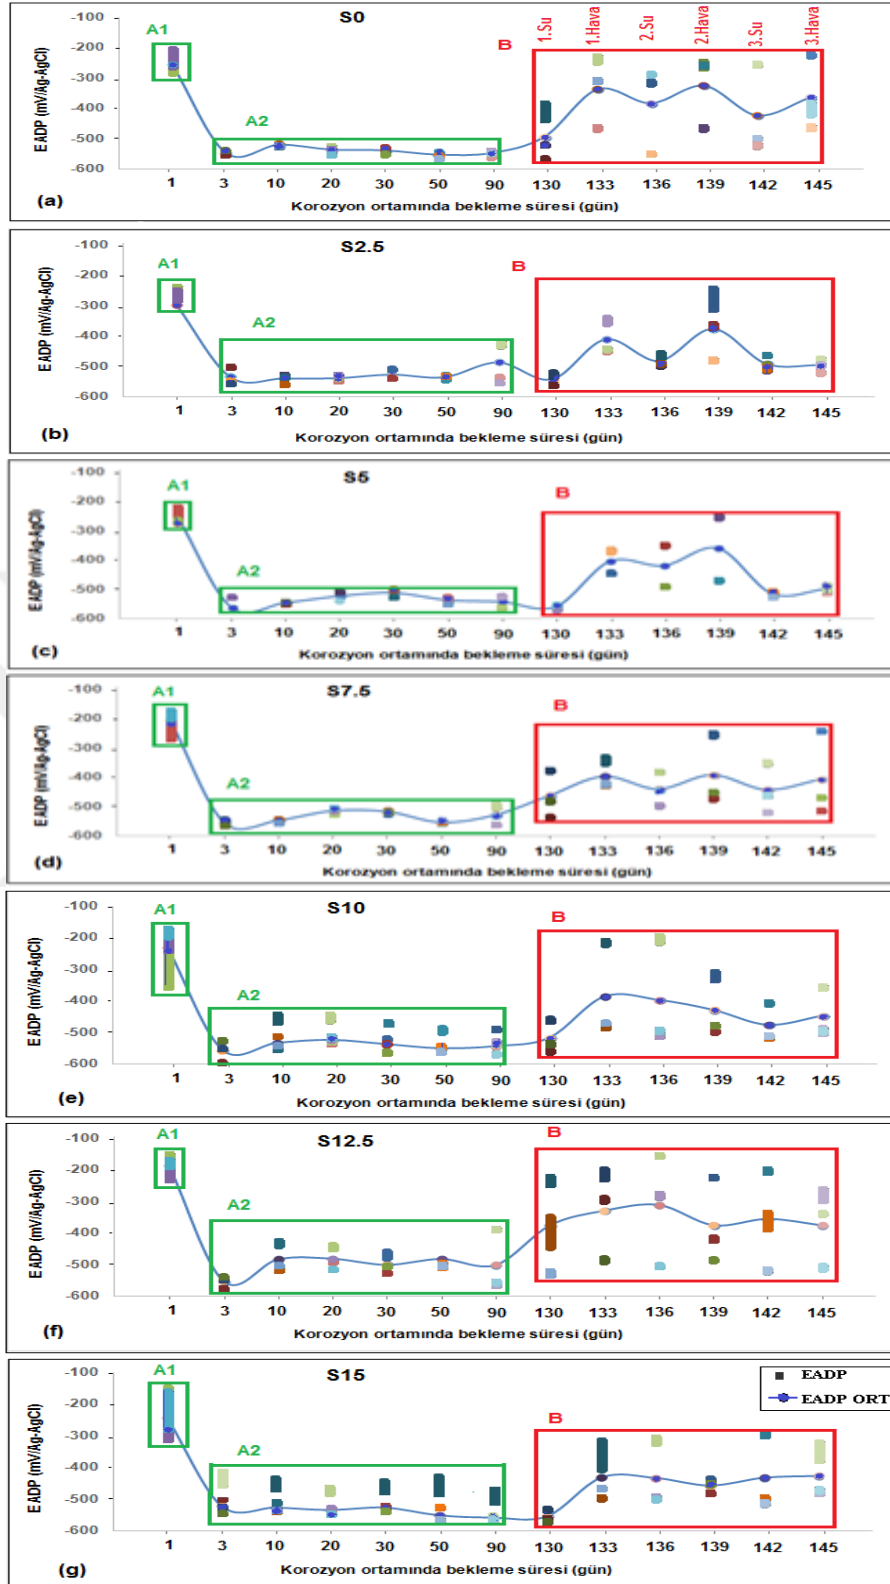 S0
A1
A2
B
1.Su
1.Hava
2.Su
2.Hava
3.Su
3.Hava
EADP (mV/Ag-AgCl)
-100
-200
-300
-400
-500
-600
1 3 10 20 30 50 90 130 133 136 139 142 145
Korozyon ortamında bekleme süresi (gün)
(a)
S2.5
A1
A2
B
EADP (mV/Ag-AgCl)
-100
-200
-300
-400
-500
-600
1 3 10 20 30 50 90 130 133 136 139 142 145
Korozyon ortamında bekleme süresi (gün)
(b)
S5
A1
A2
B
EADP (mV/Ag-AgCl)
-100
-200
-300
-400
-500
-600
1 3 10 20 30 50 90 130 133 136 139 142 145
Korozyon ortamında bekleme süresi (gün)
(c)
S7.5
A1
A2
B
EADP (mV/Ag-AgCl)
-100
-200
-300
-400
-500
-600
1 3 10 20 30 50 90 130 133 136 139 142 145
Korozyon ortamında bekleme süresi (gün)
(d)
S10
A1
A2
B
EADP (mV/Ag-AgCl)
-100
-200
-300
-400
-500
-600
1 3 10 20 30 50 90 130 133 136 139 142 145
Korozyon ortamında bekleme süresi (gün)
(e)
S12.5
A1
A2
B
EADP (mV/Ag-AgCl)
-100
-200
-300
-400
-500
-600
1 3 10 20 30 50 90 130 133 136 139 142 145
Korozyon ortamında bekleme süresi (gün)
(f)
S15
A1
A2
B
EADP
EADP ORT
EADP (mV/Ag-AgCl)
-100
-200
-300
-400
-500
-600
1 3 10 20 30 50 90 130 133 136 139 142 145
Korozyon ortamında bekleme süresi (gün)
(g)